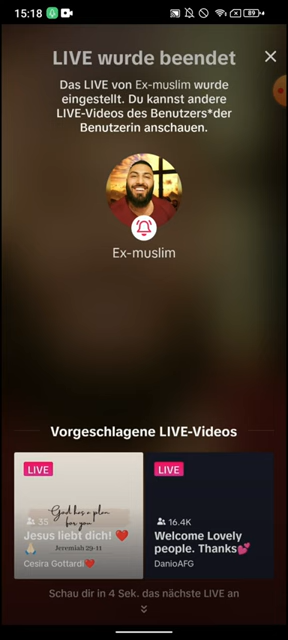 15:18
89
LIVE wurde beendet
Das LIVE von Ex-muslim wurde
eingestellt. Du kannst andere
LIVE-Videos des Benutzers*der
Benutzerin anschauen.
Ex-muslim
Vorgeschlagene LIVE-Videos
LIVE
God has a plan
for you!
Jeremiah 29:11
35
Jesus liebt dich! ❤️
🙏🏻
Cesira Gottardi❤️
LIVE
16.4K
Welcome Lovely
people. Thanks💕
DanioAFG
Schau dir in 4 Sek. das nächste LIVE an